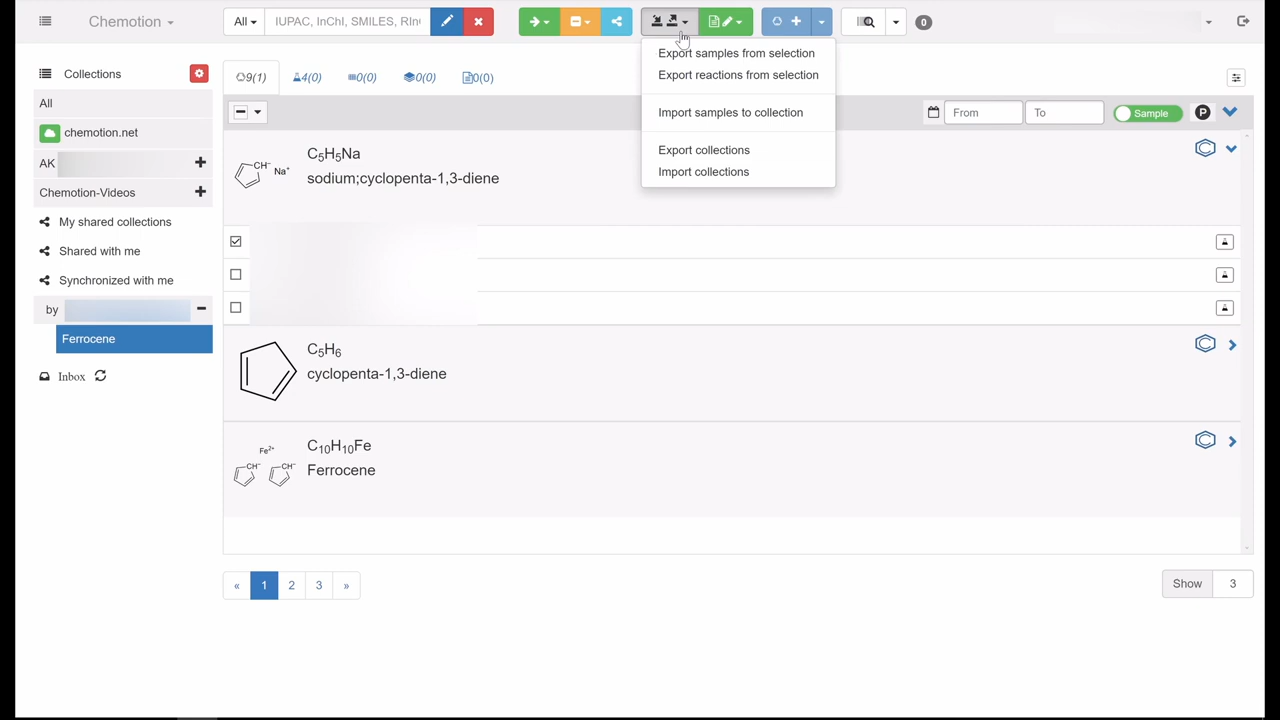 Chemotion
All
IUPAC, InChI, SMILES, RInC
0
Export samples from selection
Export reactions from selection
Import samples to collection
Export collections
Import collections
Collections
All
chemotion.net
AK
Chemotion-Videos
My shared collections
Shared with me
Synchronized with me
by
Ferrocene
Inbox
9(1)
4(0)
0(0)
0(0)
0(0)
From
To
Sample
P
CH⁻
Na⁺
C₅H₅Na
sodium;cyclopenta-1,3-diene
C₅H₆
cyclopenta-1,3-diene
Fe²⁺
CH⁻
CH⁻
C₁₀H₁₀Fe
Ferrocene
« 1 2 3 »
Show 3